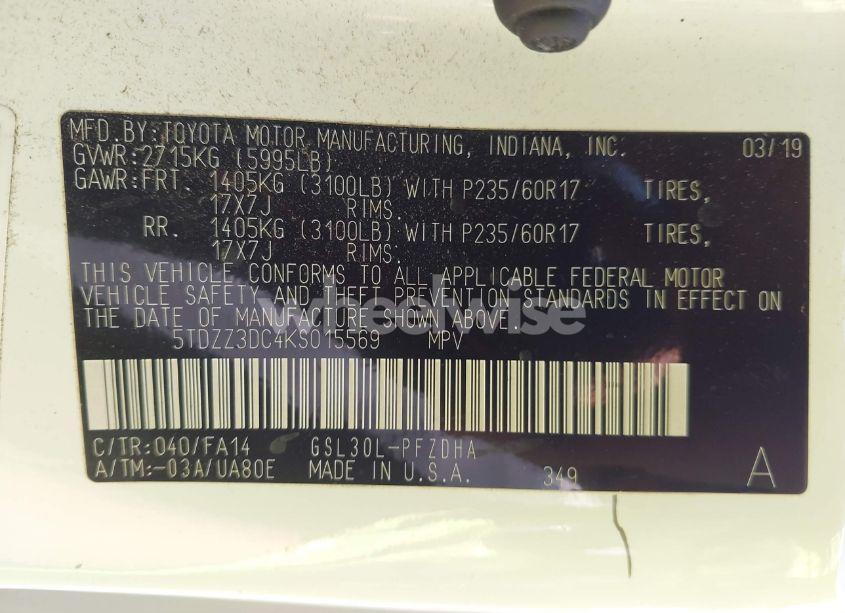 MFD. BY: TOYOTA MOTOR MANUFACTURING, INDIANA, INC. 03/19
GVWR: 2715KG (5995LB)
GAWR: FRT. 1405KG (3100LB) WITH P235/60R17 TIRES,
17X7J RIMS.
RR. 1405KG (3100LB) WITH P235/60R17 TIRES,
17X7J RIMS.
THIS VEHICLE CONFORMS TO ALL APPLICABLE FEDERAL MOTOR
VEHICLE SAFETY AND THEFT PREVENTION STANDARDS IN EFFECT ON
THE DATE OF MANUFACTURE SHOWN ABOVE.
wheelwise
5TDZZ3DC4KS015569 MPV
C/TR: 040/FA14 GSL30L-PFZDHA
A/TM: -03A/UA80E MADE IN U.S.A. 349 A